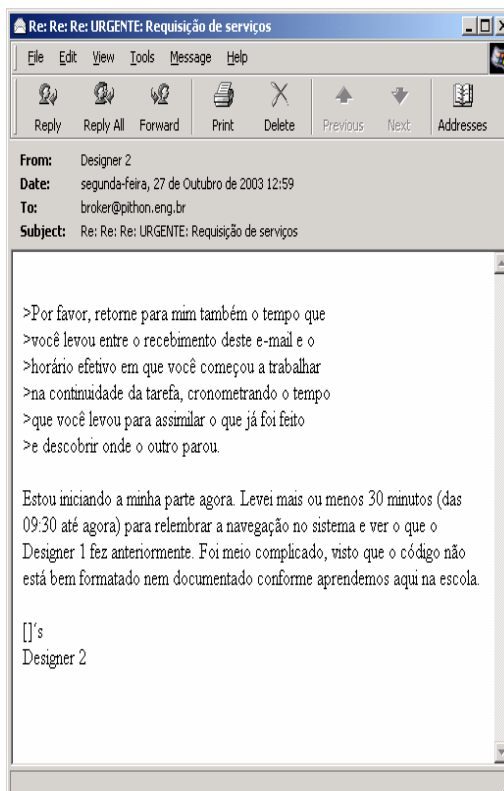 Re: Re: Re: URGENTE: Requisição de serviços
File Edit View Tools Message Help
Reply Reply All Forward Print Delete Previous Next Addresses
From: Designer 2
Date: segunda-feira, 27 de Outubro de 2003 12:59
To: broker@pithon.eng.br
Subject: Re: Re: Re: URGENTE: Requisição de serviços
>Por favor, retorne para mim também o tempo que
>você levou entre o recebimento deste e-mail e o
>horário efetivo em que você começou a trabalhar
>na continuidade da tarefa, cronometrando o tempo
>que você levou para assimilar o que já foi feito
>e descobrir onde o outro parou.
Estou iniciando a minha parte agora. Levei mais ou menos 30 minutos (das
09:30 até agora) para relembrar a navegação no sistema e ver o que o
Designer 1 fez anteriormente. Foi meio complicado, visto que o código não
está bem formatado nem documentado conforme aprendemos aqui na escola.
[]´s
Designer 2